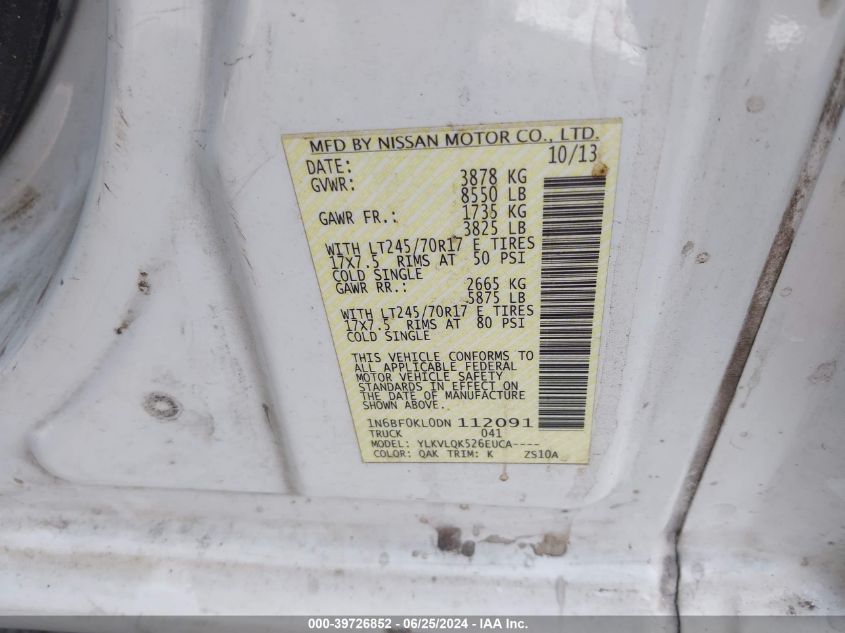 MFD BY NISSAN MOTOR CO., LTD.
DATE: 10/13
GVWR: 3878 KG
8550 LB
GAWR FR.: 1735 KG
3825 LB
WITH LT245/70R17 E TIRES
17X7.5 RIMS AT 50 PSI
COLD SINGLE
GAWR RR.: 2665 KG
5875 LB
WITH LT245/70R17 E TIRES
17X7.5 RIMS AT 80 PSI
COLD SINGLE
THIS VEHICLE CONFORMS TO
ALL APPLICABLE FEDERAL
MOTOR VEHICLE SAFETY
STANDARDS IN EFFECT ON
THE DATE OF MANUFACTURE
SHOWN ABOVE.
1N6BF0KL0DN 112091
TRUCK 041
MODEL: YLKVLQK526EUCA----
COLOR: QAK TRIM: K ZS10A
000-39726852 / 06/25/2024 / IAA Inc.